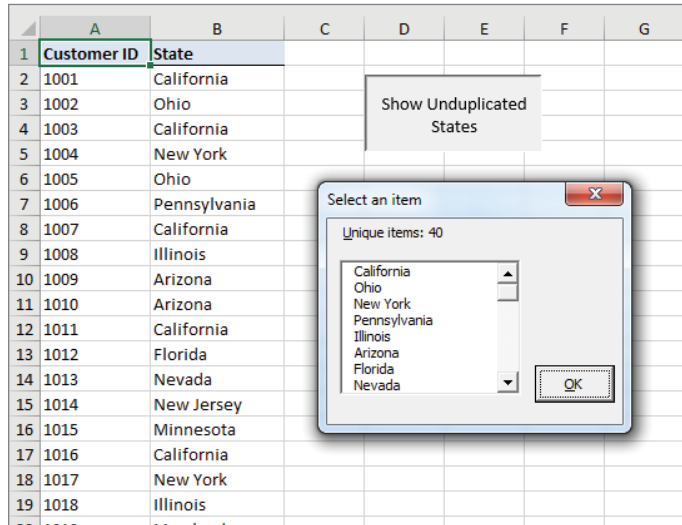 A B C D E F G
1 Customer ID State
2 1001 California
3 1002 Ohio
4 1003 California
5 1004 New York
6 1005 Ohio
7 1006 Pennsylvania
8 1007 California
9 1008 Illinois
10 1009 Arizona
11 1010 Arizona
12 1011 California
13 1012 Florida
14 1013 Nevada
15 1014 New Jersey
16 1015 Minnesota
17 1016 California
18 1017 New York
19 1018 Illinois
Show Unduplicated
States
Select an item
Unique items: 40
California
Ohio
New York
Pennsylvania
Illinois
Arizona
Florida
Nevada
OK